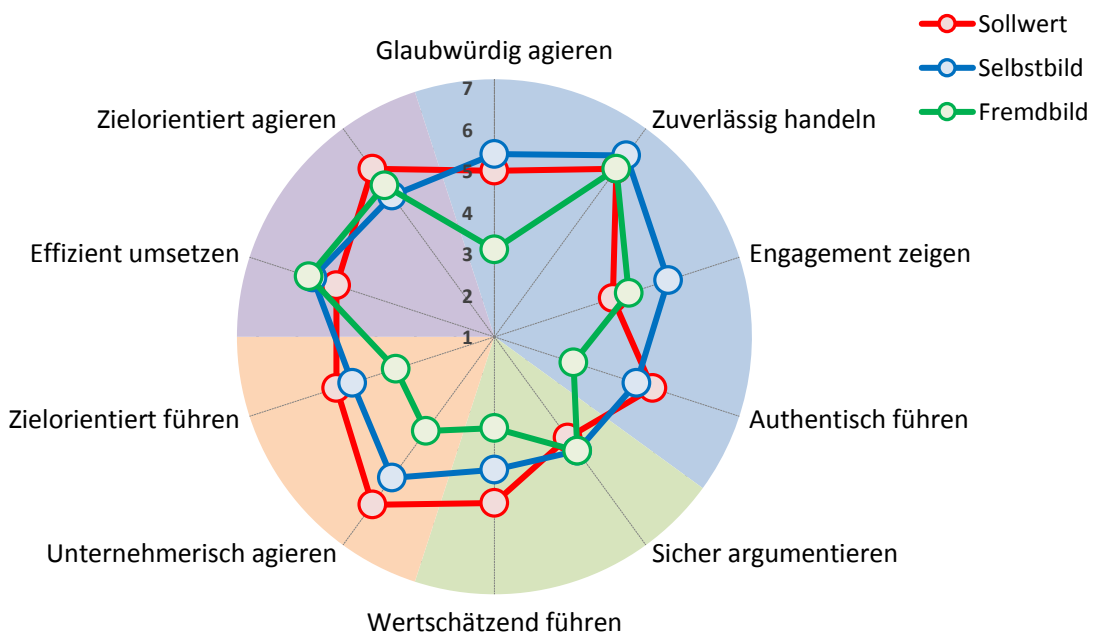 Sollwert
Selbstbild
Fremdbild
Glaubwürdig agieren
Zuverlässig handeln
Engagement zeigen
Authentisch führen
Sicher argumentieren
Wertschätzend führen
Unternehmerisch agieren
Zielorientiert führen
Effizient umsetzen
Zielorientiert agieren
7
6
5
4
3
2
1